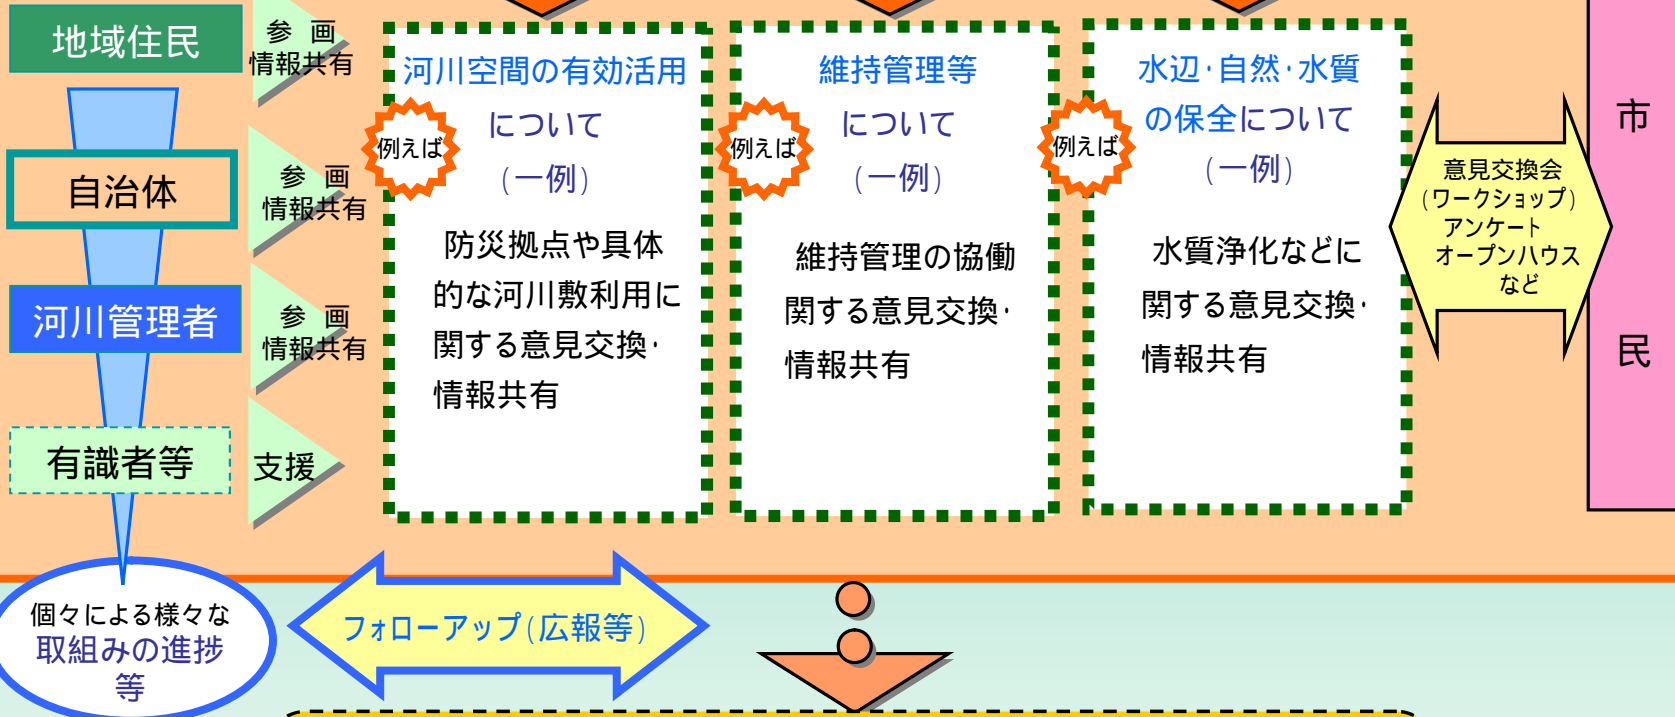 地域住民
参　画
情報共有
自治体
参　画
情報共有
河川管理者
参　画
情報共有
有識者等
支援
個々による様々な
取組みの進捗
等
例えば
河川空間の有効活用
について
(一例)
防災拠点や具体
的な河川敷利用に
関する意見交換･
情報共有
例えば
維持管理等
について
(一例)
維持管理の協働
関する意見交換･
情報共有
例えば
水辺･自然･水質
の保全について
(一例)
水質浄化などに
関する意見交換･
情報共有
意見交換会
(ワークショップ)
アンケート
オープンハウス
など
市
民
フォローアップ(広報等)